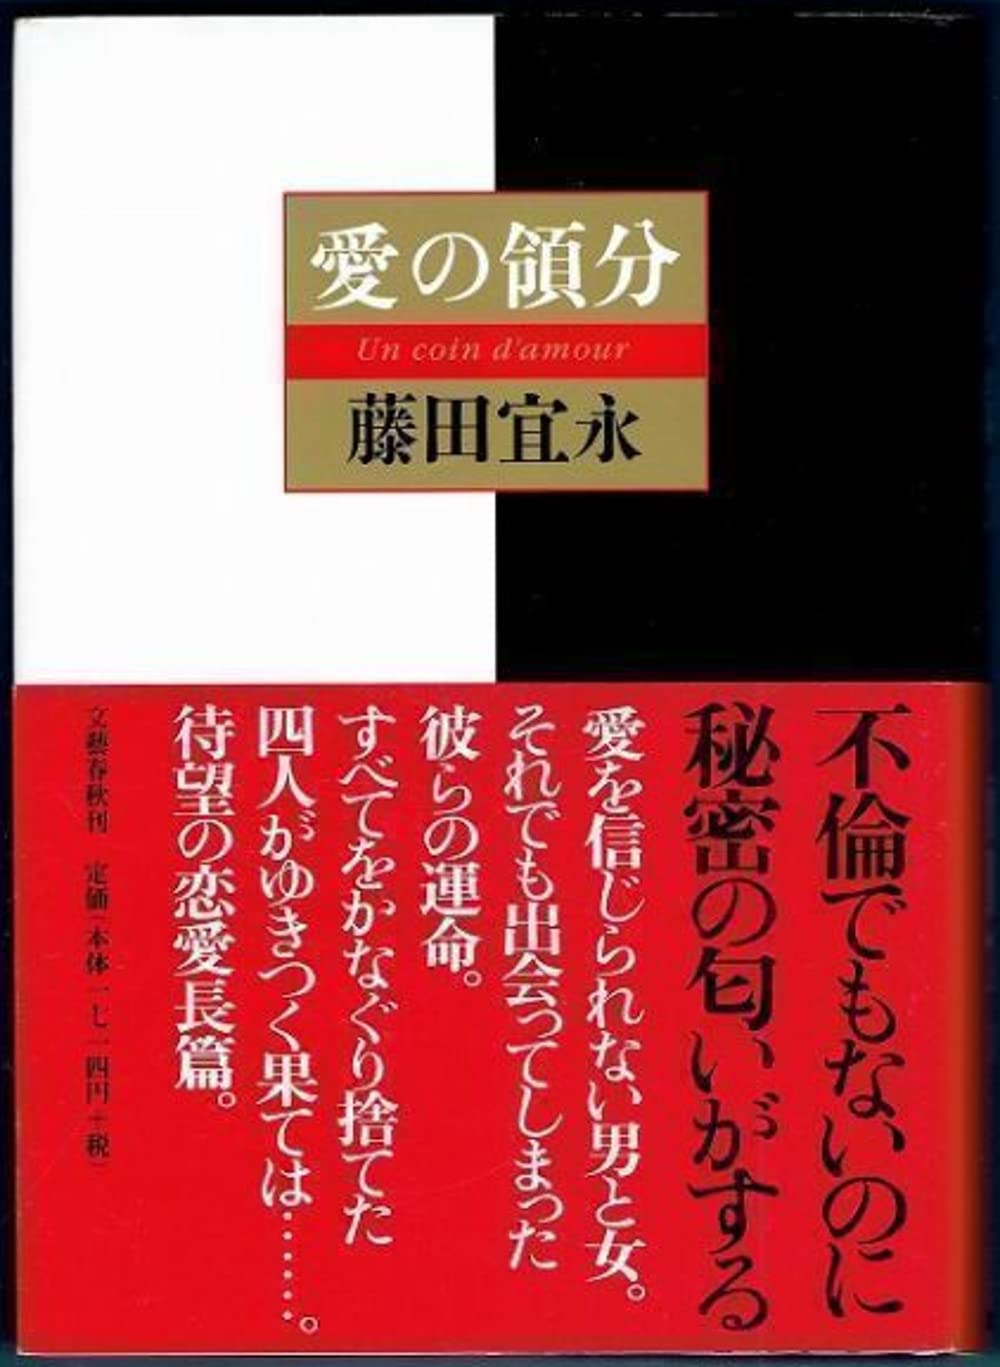 愛の領分
Un coin d'amour
藤田宜永
不倫でもないのに
秘密の匂いがする
愛を信じられない男と女。
それでも出会ってしまった
彼らの運命。
すべてをかなぐり捨てた
四人がゆきつく果ては……。
待望の恋愛長篇。
文藝春秋刊 定価(本体一七一四円+税)